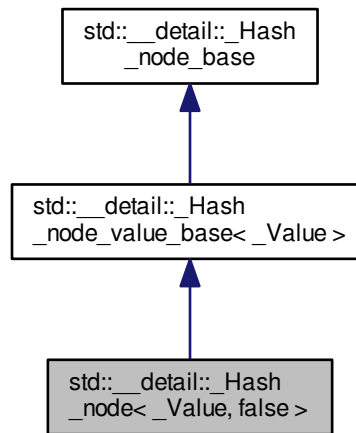 std::__detail::_Hash
_node_base
std::__detail::_Hash
_node_value_base< _Value >
std::__detail::_Hash
_node< _Value, false >